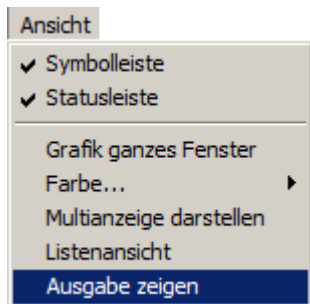 Ansicht
Symbolleiste
Statusleiste
Grafik ganzes Fenster
Farbe...
Multianzeige darstellen
Listenansicht
Ausgabe zeigen